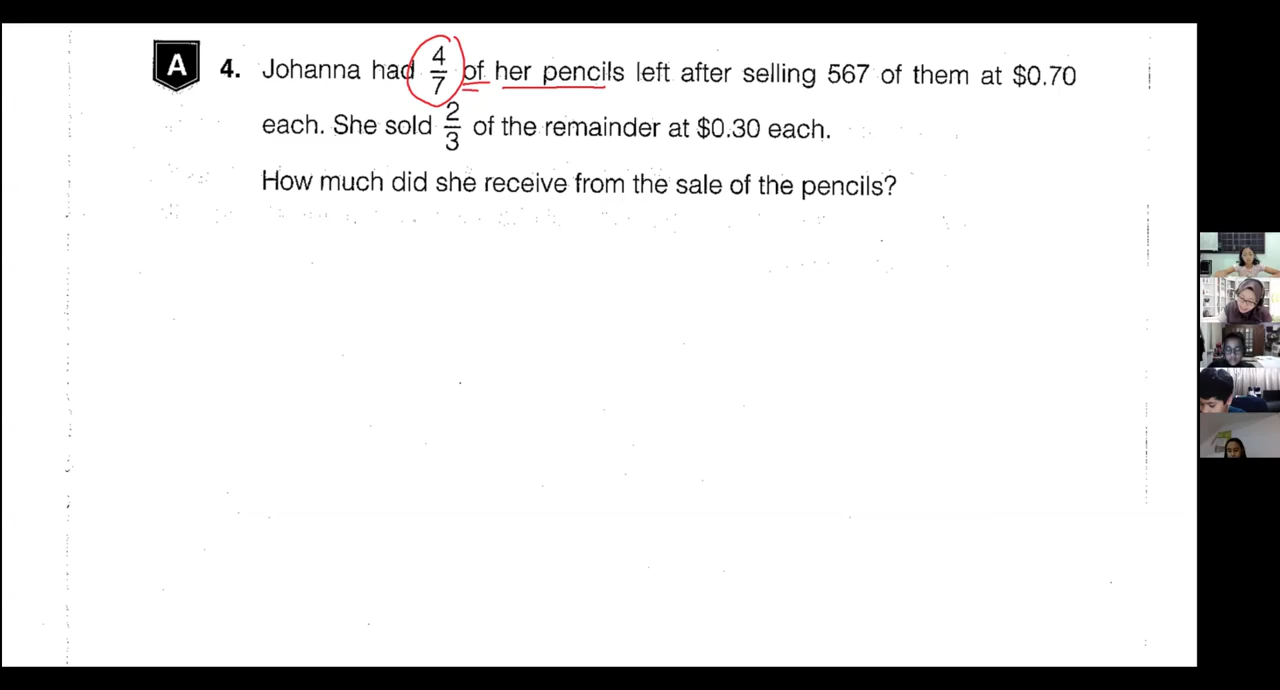 A 4. Johanna had 4/7 of her pencils left after selling 567 of them at $0.70
each. She sold 2/3 of the remainder at $0.30 each.
How much did she receive from the sale of the pencils?